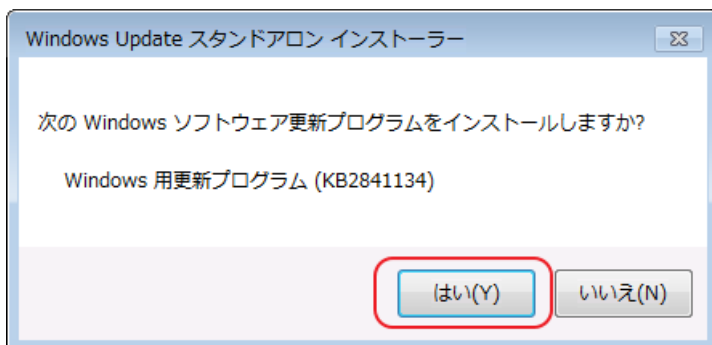 Windows Update スタンドアロン インストーラー
次の Windows ソフトウェア更新プログラムをインストールしますか?
Windows 用更新プログラム (KB2841134)
はい(Y)
いいえ(N)